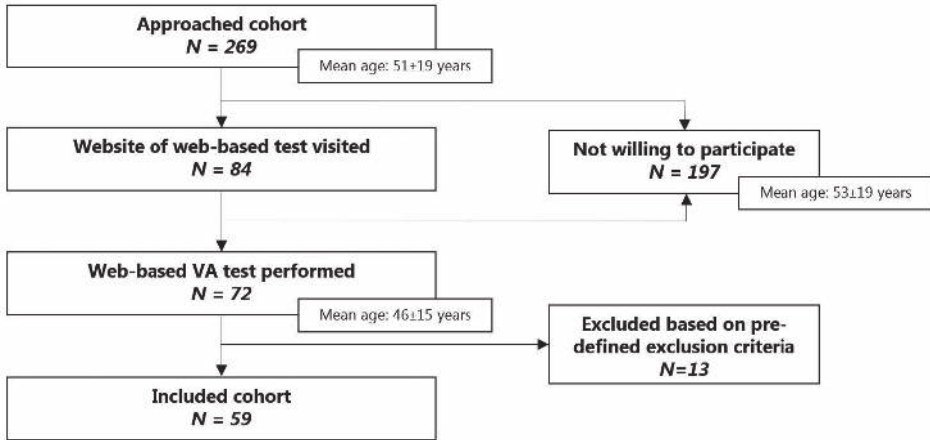 Approached cohort
N = 269
Mean age: 51+19 years
Website of web-based test visited
N = 84
Not willing to participate
N = 197
Mean age: 53±19 years
Web-based VA test performed
N = 72
Mean age: 46±15 years
Excluded based on pre-
defined exclusion criteria
N=13
Included cohort
N = 59